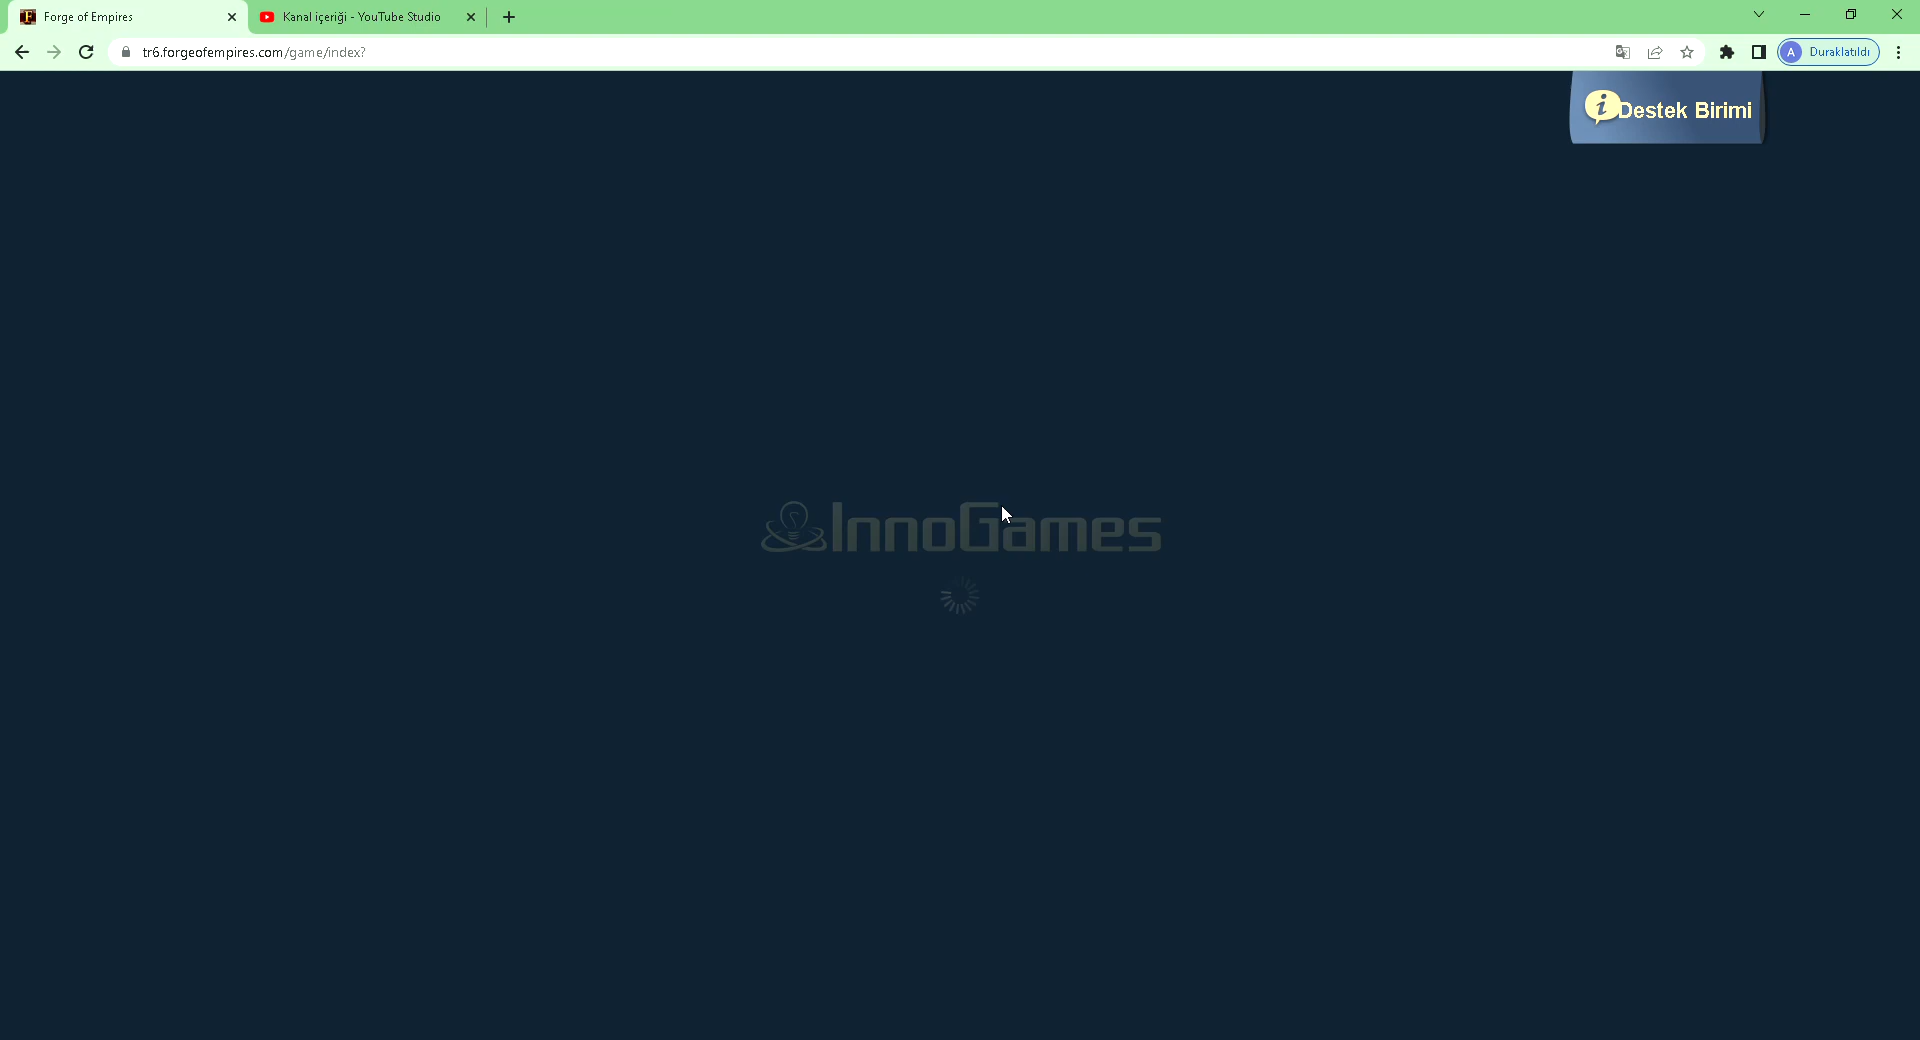 Forge of Empires
Kanal içeriği - YouTube Studio
tr6.forgeofempires.com/game/index?
A Duraklatıldı
i Destek Birimi
InnoGames